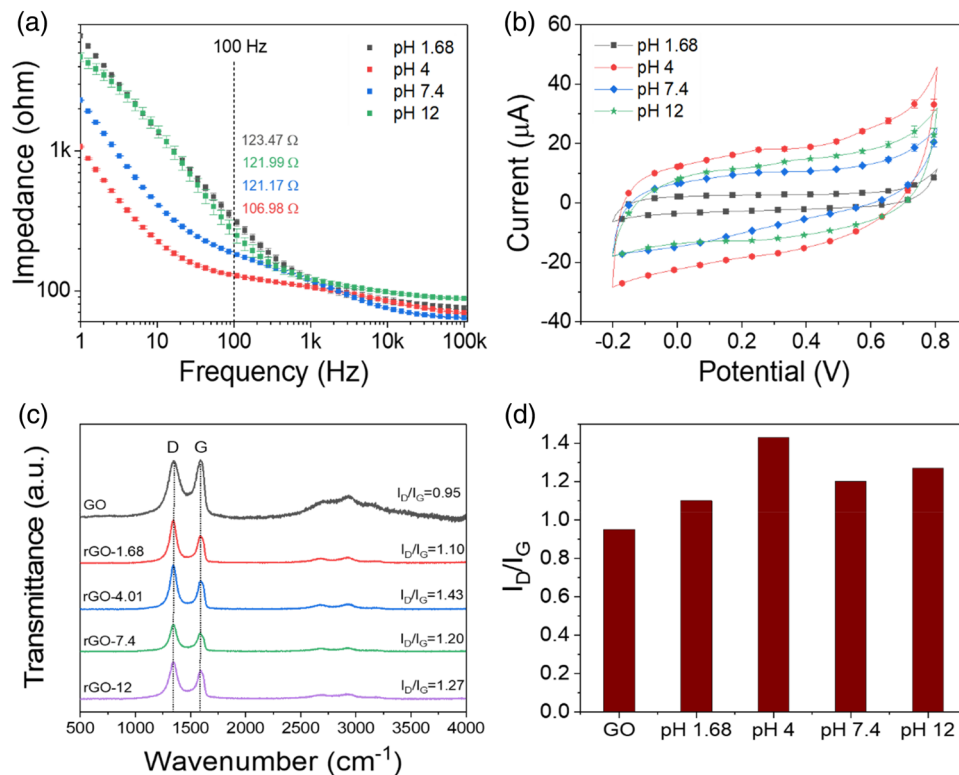 (a)
100 Hz
pH 1.68
pH 4
pH 7.4
pH 12
123.47 Ω
121.99 Ω
121.17 Ω
106.98 Ω
1k
100
Impedance (ohm)
1 10 100 1k 10k 100k
Frequency (Hz)
(b)
pH 1.68
pH 4
pH 7.4
pH 12
60
40
20
0
-20
-40
Current (μA)
-0.2 0.0 0.2 0.4 0.6 0.8
Potential (V)
(c)
D G
GO I_D/I_G=0.95
rGO-1.68 I_D/I_G=1.10
rGO-4.01 I_D/I_G=1.43
rGO-7.4 I_D/I_G=1.20
rGO-12 I_D/I_G=1.27
Transmittance (a.u.)
500 1000 1500 2000 2500 3000 3500 4000
Wavenumber (cm⁻¹)
(d)
1.4
1.2
1.0
0.8
0.6
0.4
0.2
0.0
I_D/I_G
GO pH 1.68 pH 4 pH 7.4 pH 12